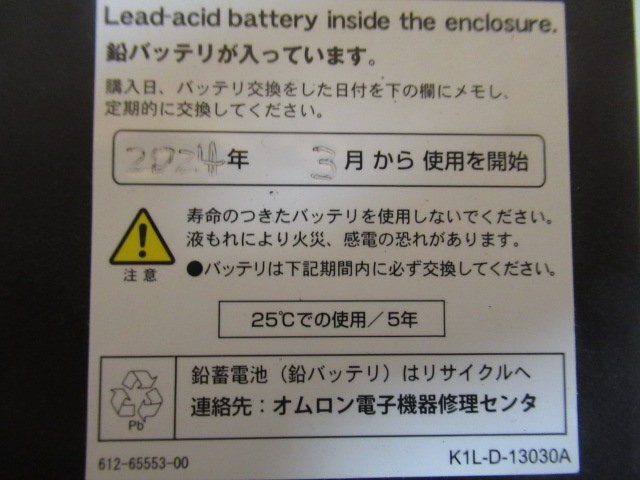 Lead-acid battery inside the enclosure.
鉛バッテリが入っています。
購入日、バッテリ交換をした日付を下の欄にメモし、
定期的に交換してください。
2024年 3月 から 使用を開始
寿命のつきたバッテリを使用しないでください。
液もれにより火災、感電の恐れがあります。
注意
●バッテリは下記期間内に必ず交換してください。
25℃での使用/5年
鉛蓄電池（鉛バッテリ）はリサイクルへ
連絡先：オムロン電子機器修理センタ
Pb
612-65553-00
K1L-D-13030A